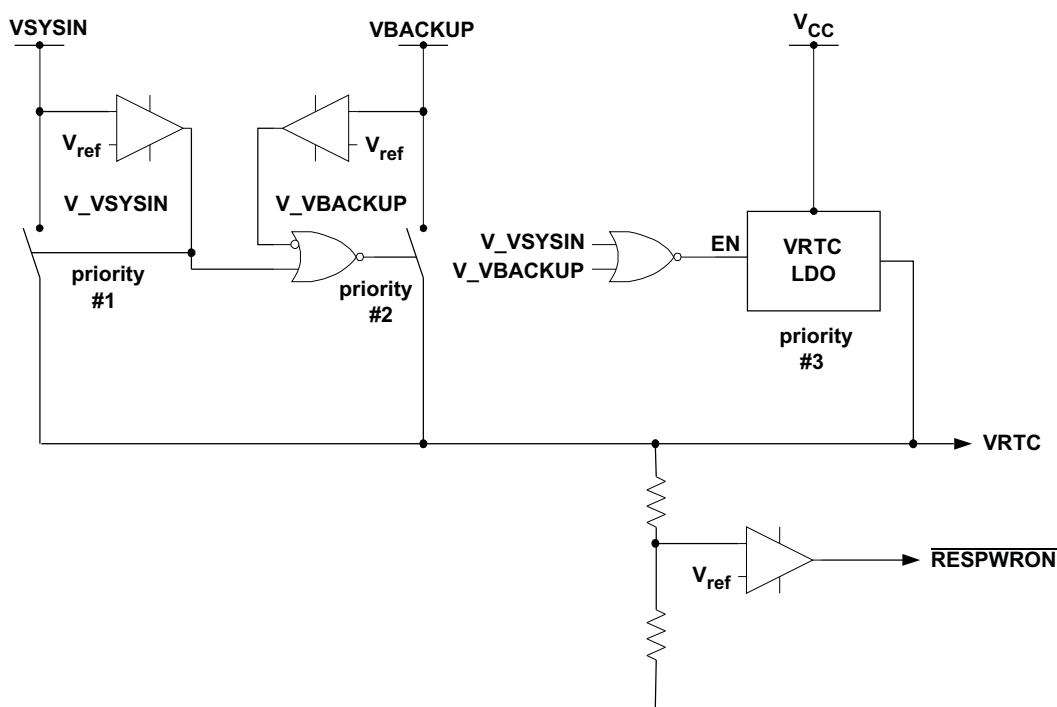 VSYSIN
VBACKUP
VCC
Vref
Vref
V_VSYSIN
V_VBACKUP
priority
#1
priority
#2
V_VSYSIN
V_VBACKUP
EN
VRTC
LDO
priority
#3
VRTC
Vref
RESPWRON